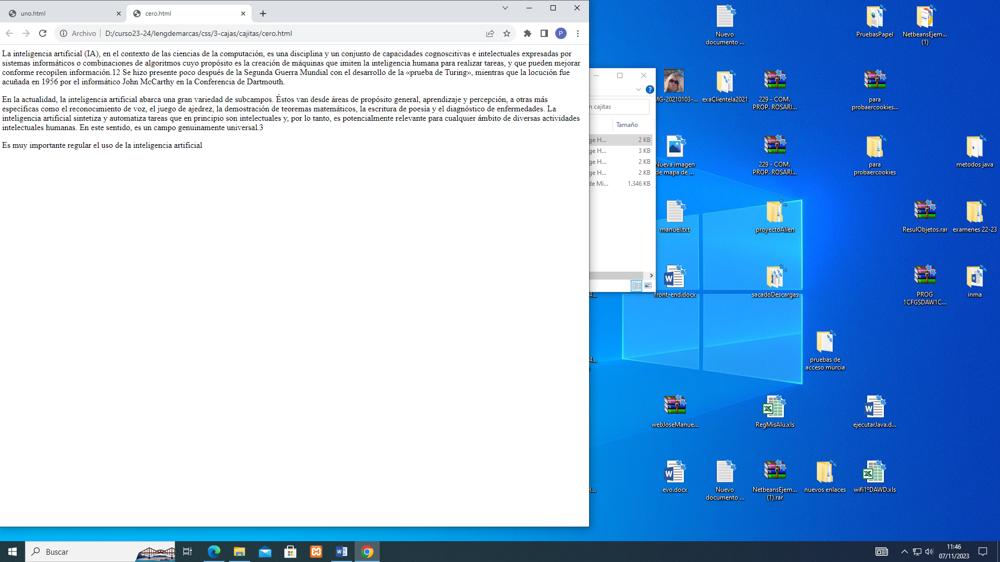 uno.html
cero.html
Archivo
D:/curso23-24/lengdemarcas/css/3-cajas/cajitas/cero.html
P
La inteligencia artificial (IA), en el contexto de las ciencias de la computación, es una disciplina y un conjunto de capacidades cognoscitivas e intelectuales expresadas por
sistemas informáticos o combinaciones de algoritmos cuyo propósito es la creación de máquinas que imiten la inteligencia humana para realizar tareas, y que pueden mejorar
conforme recopilen información.12 Se hizo presente poco después de la Segunda Guerra Mundial con el desarrollo de la «prueba de Turing», mientras que la locución fue
acuñada en 1956 por el informático John McCarthy en la Conferencia de Dartmouth.
En la actualidad, la inteligencia artificial abarca una gran variedad de subcampos. Éstos van desde áreas de propósito general, aprendizaje y percepción, a otras más
específicas como el reconocimiento de voz, el juego de ajedrez, la demostración de teoremas matemáticos, la escritura de poesía y el diagnóstico de enfermedades. La
inteligencia artificial sintetiza y automatiza tareas que en principio son intelectuales y, por lo tanto, es potencialmente relevante para cualquier ámbito de diversas actividades
intelectuales humanas. En este sentido, es un campo genuinamente universal.3
Es muy importante regular el uso de la inteligencia artificial
n cajitas
Tamaño
ge H... 2 KB
ge H... 3 KB
ge H... 2 KB
ge H... 2 KB
de Mi... 1.346 KB
4...
4...
H...
Nuevo
documento ...
PruebasPapel
NetbeansEjem...
(1)
MG-20210103-...
exaClientela2021
229 - COM.
PROP. ROSARI...
para
probaercookies...
Nueva imagen
de mapa de ...
229 - COM.
PROP. ROSARI...
para
probaercookies
metodos java
manuel.txt
proyectoAlien
ResulObjetos.rar
examenes 22-23
front-end.docx
sacadoDescargas
PROG
1CFGSDAW1C...
inma
pruebas de
acceso murcia
webJoseManue...
RegMisAlu.xls
ejecutarJava.d...
evo.docx
Nuevo
documento ...
NetbeansEjem...
(1).rar
nuevos enlaces
wifi1ºDAWD.xls
Buscar
11:46
07/11/2023